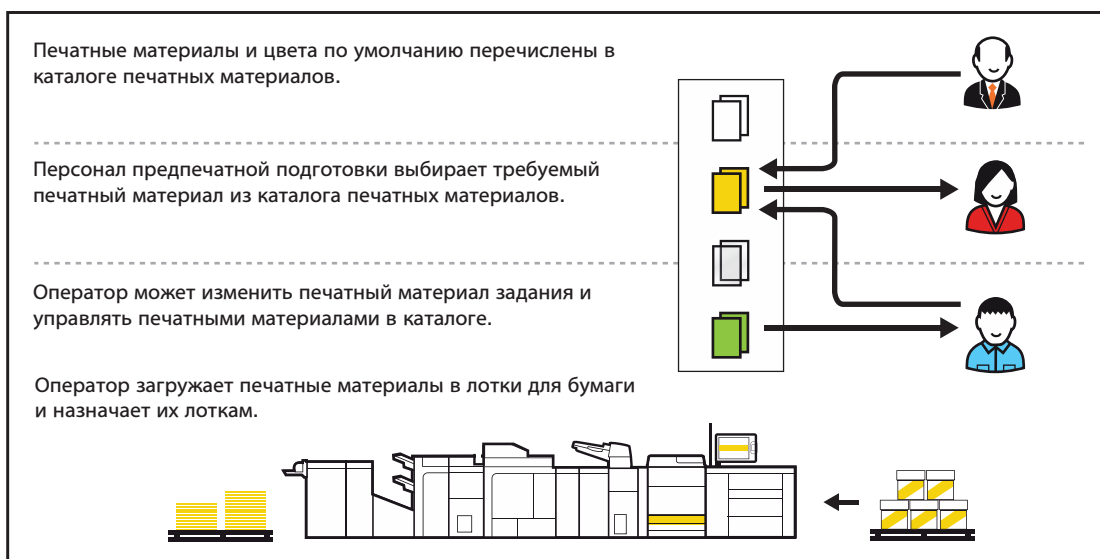 Печатные материалы и цвета по умолчанию перечислены в
каталоге печатных материалов.
Персонал предпечатной подготовки выбирает требуемый
печатный материал из каталога печатных материалов.
Оператор может изменить печатный материал задания и
управлять печатными материалами в каталоге.
Оператор загружает печатные материалы в лотки для бумаги
и назначает их лоткам.